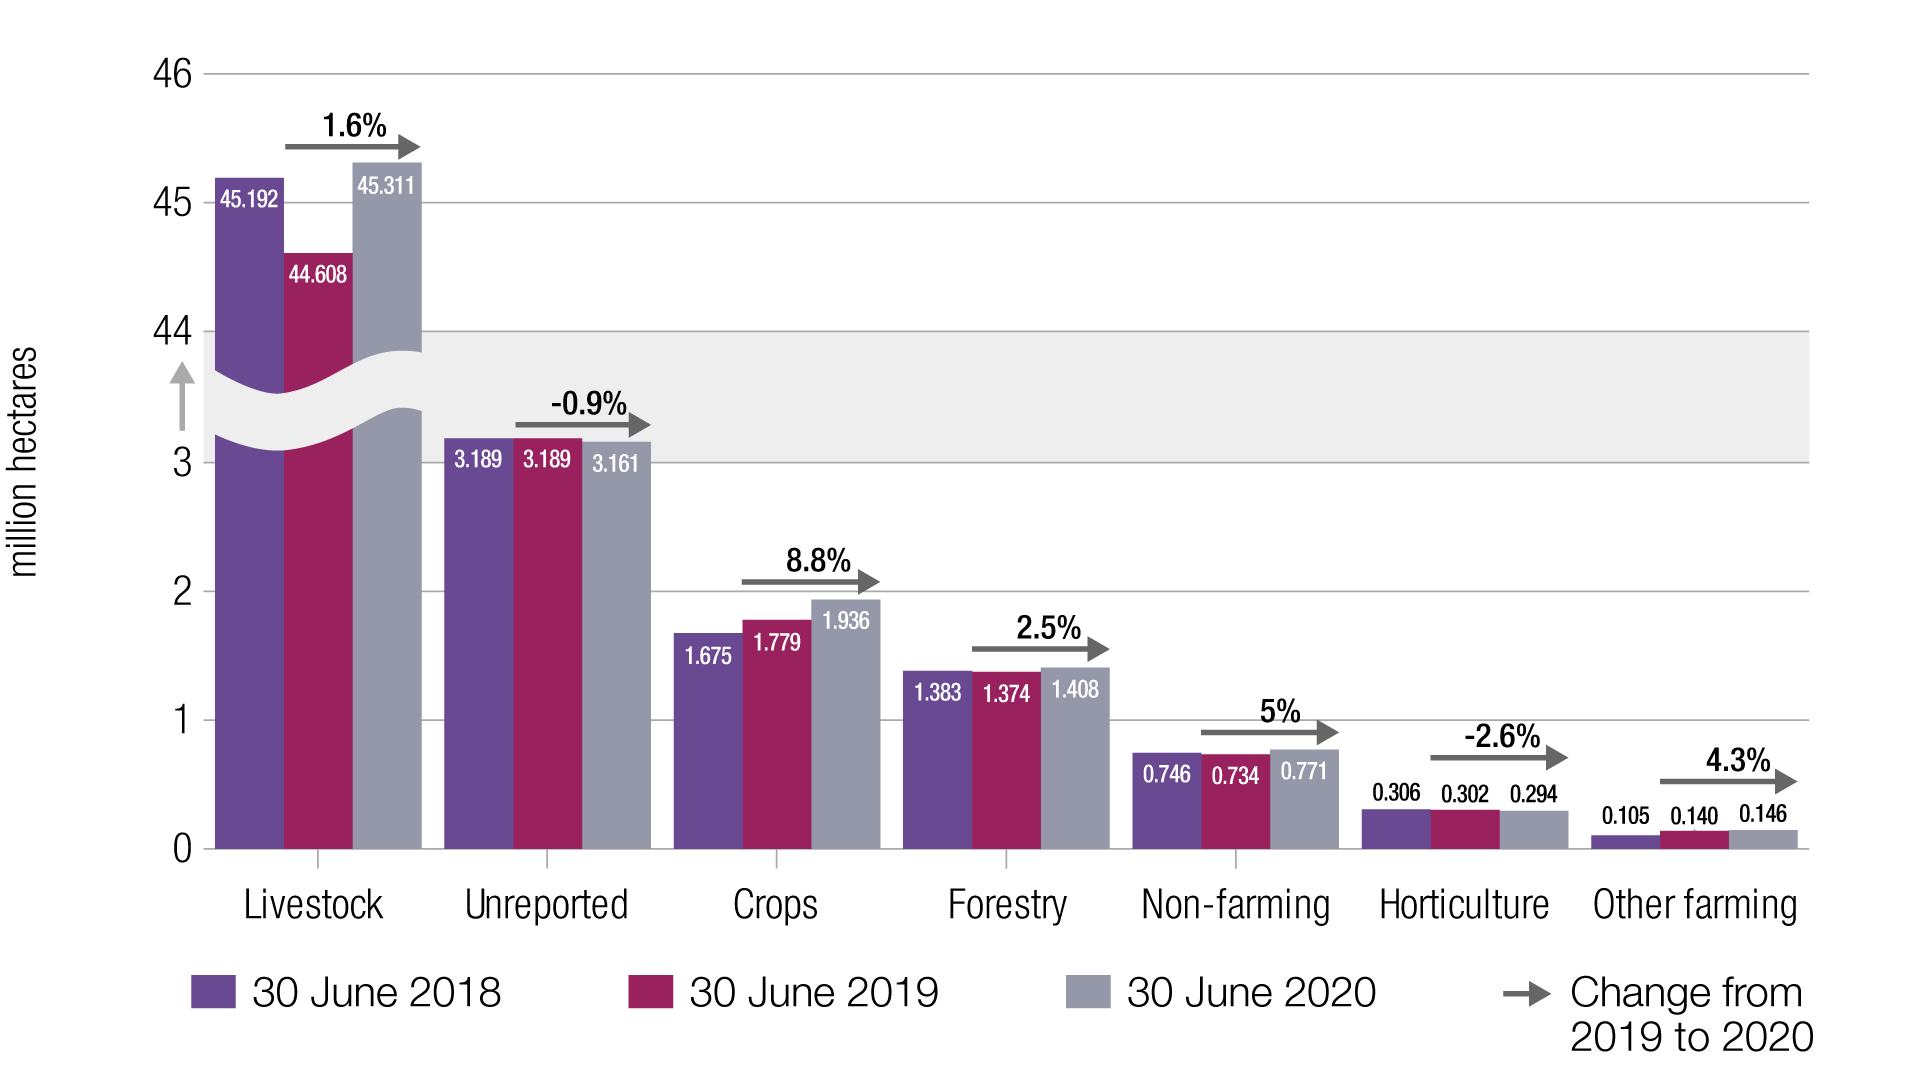 46
45
44
3
2
1
0
million hectares
1.6%
45.192
44.608
45.311
-0.9%
3.189
3.189
3.161
8.8%
1.675
1.779
1.936
2.5%
1.383
1.374
1.408
5%
0.746
0.734
0.771
-2.6%
0.306
0.302
0.294
4.3%
0.105
0.140
0.146
Livestock
Unreported
Crops
Forestry
Non-farming
Horticulture
Other farming
30 June 2018
30 June 2019
30 June 2020
Change from
2019 to 2020